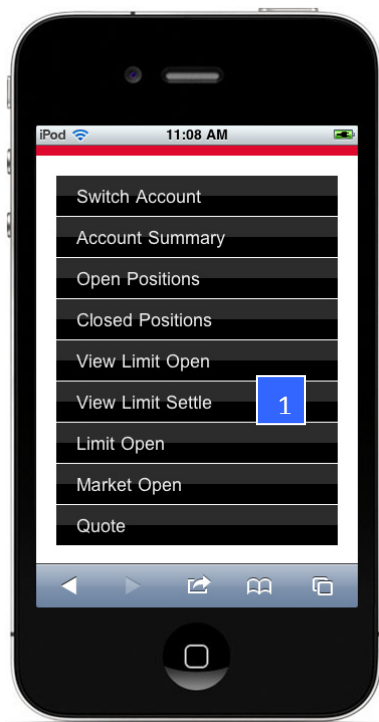 iPod 11:08 AM
Switch Account
Account Summary
Open Positions
Closed Positions
View Limit Open
View Limit Settle 1
Limit Open
Market Open
Quote